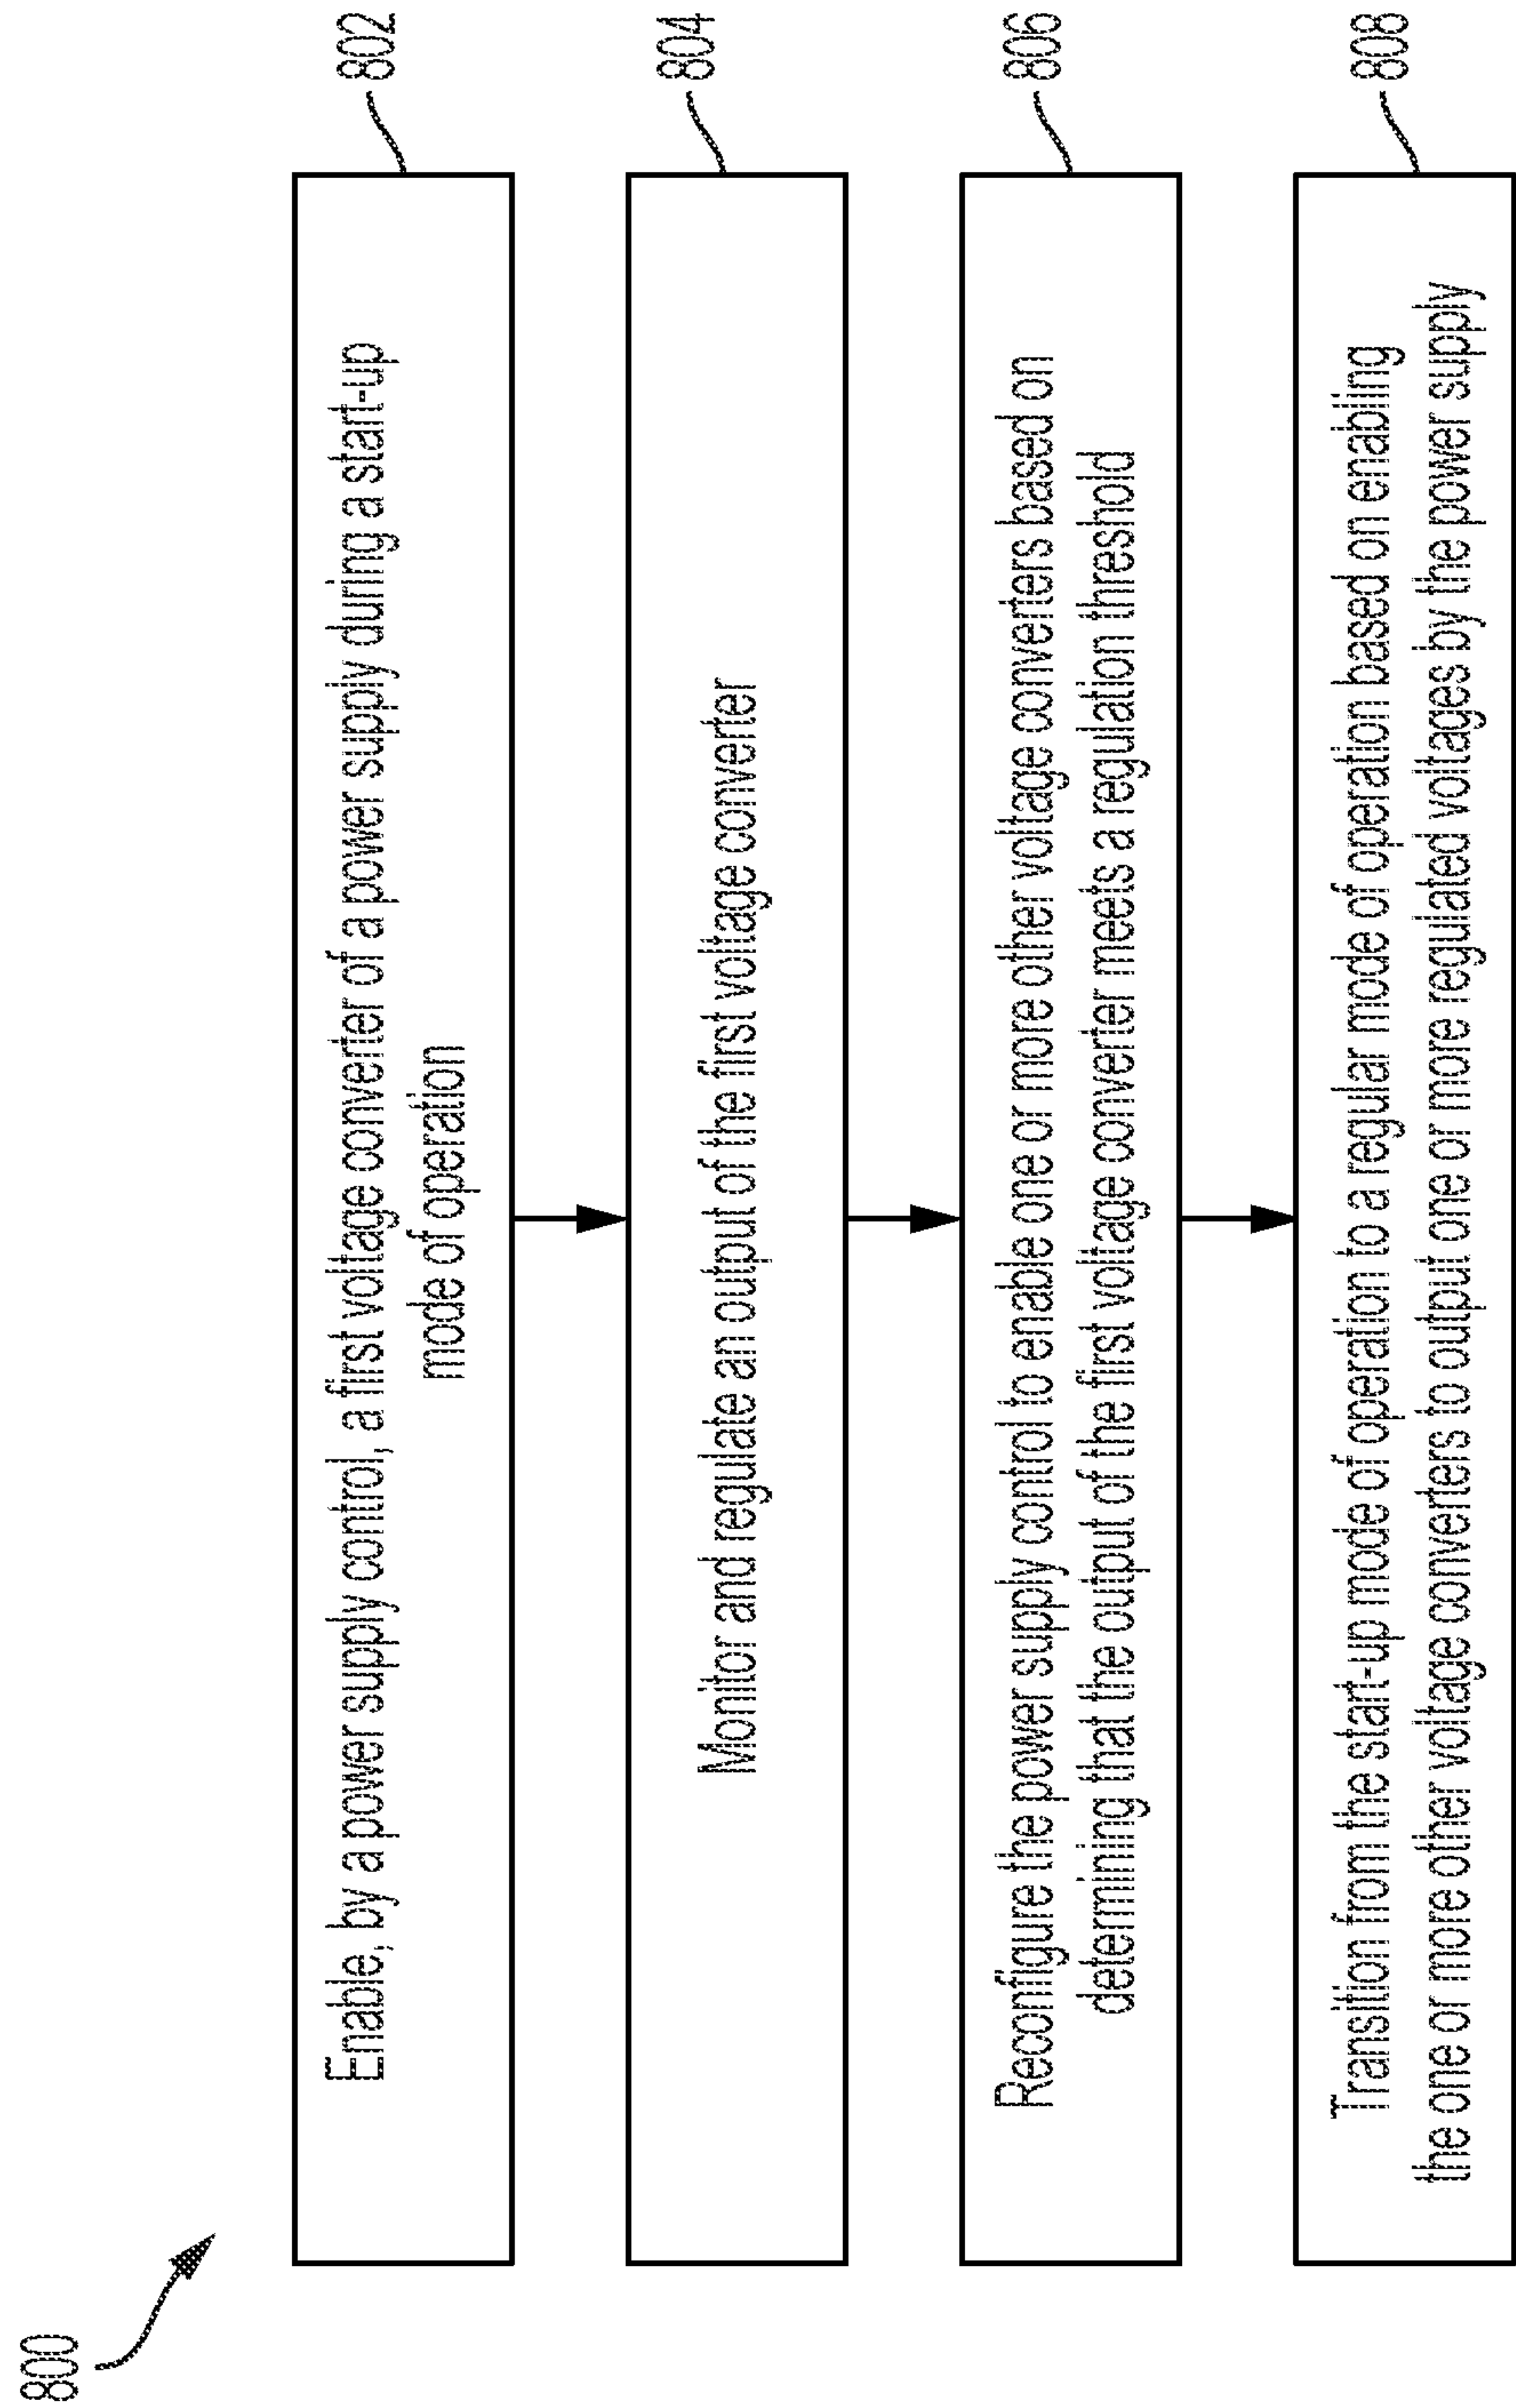 800
Enable, by a power supply control, a first voltage converter of a power supply during a start-up
mode of operation
802
Monitor and regulate an output of the first voltage converter
804
Reconfigure the power supply control to enable one or more other voltage converters based on
determining that the output of the first voltage converter meets a regulation threshold
806
Transition from the start-up mode of operation to a regular mode of operation based on enabling
the one or more other voltage converters to output one or more regulated voltages by the power supply
808